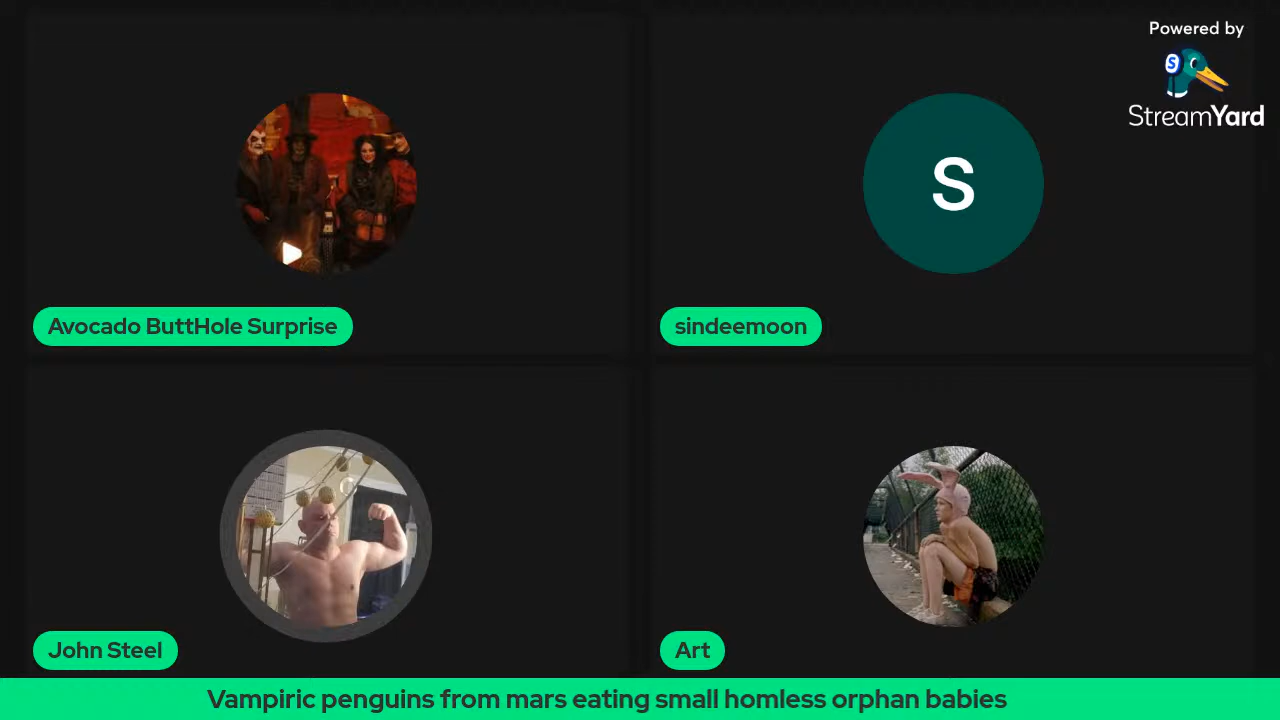 Powered by
StreamYard
S
S
Avocado ButtHole Surprise
sindeemoon
John Steel
Art
Vampiric penguins from mars eating small homless orphan babies